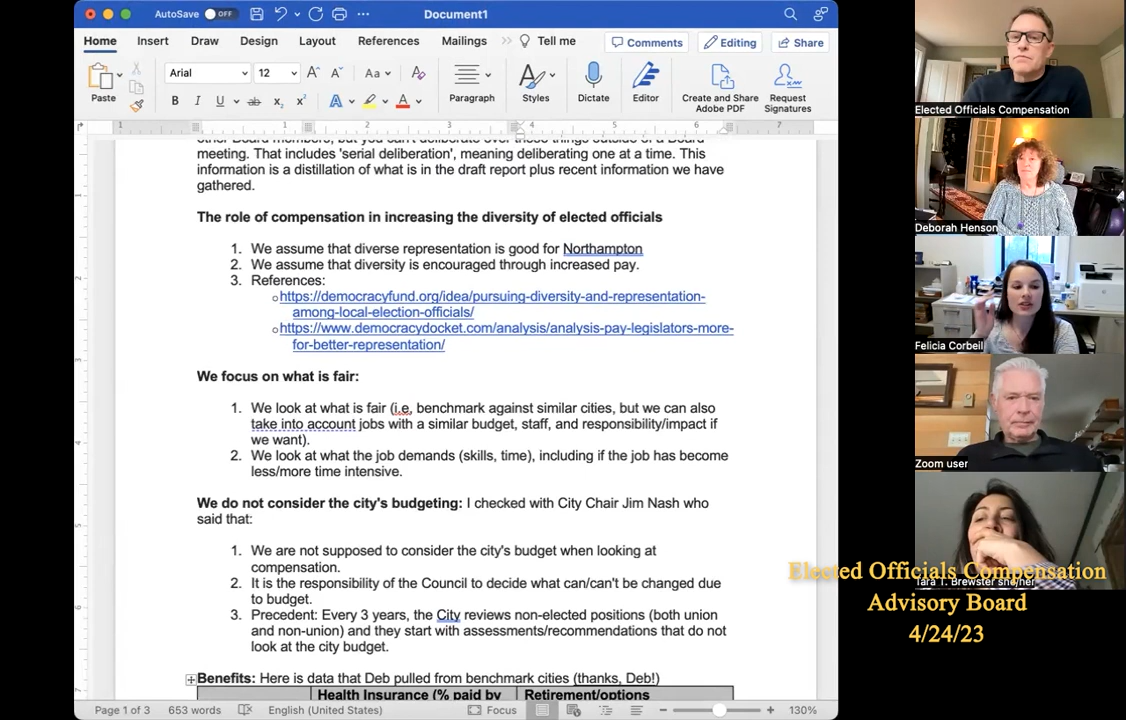 AutoSave OFF Document1
Home Insert Draw Design Layout References Mailings Tell me Comments Editing Share
Arial 12 Aa
Paste Paragraph Styles Dictate Editor Create and Share Adobe PDF Request Signatures
1 1 2 3 4 5 6 7
meeting. That includes 'serial deliberation', meaning deliberating one at a time. This
information is a distillation of what is in the draft report plus recent information we have
gathered.
The role of compensation in increasing the diversity of elected officials
1. We assume that diverse representation is good for Northampton
2. We assume that diversity is encouraged through increased pay.
3. References:
https://democracyfund.org/idea/pursuing-diversity-and-representation-
among-local-election-officials/
https://www.democracydocket.com/analysis/analysis-pay-legislators-more-
for-better-representation/
We focus on what is fair:
1. We look at what is fair (i.e. benchmark against similar cities, but we can also
take into account jobs with a similar budget, staff, and responsibility/impact if
we want).
2. We look at what the job demands (skills, time), including if the job has become
less/more time intensive.
We do not consider the city's budgeting: I checked with City Chair Jim Nash who
said that:
1. We are not supposed to consider the city's budget when looking at
compensation.
2. It is the responsibility of the Council to decide what can/can't be changed due
to budget.
3. Precedent: Every 3 years, the City reviews non-elected positions (both union
and non-union) and they start with assessments/recommendations that do not
look at the city budget.
Benefits: Here is data that Deb pulled from benchmark cities (thanks, Deb!)
Health Insurance (% paid by Retirement/options
Page 1 of 3 653 words English (United States) Focus 130%
Elected Officials Compensation
Deborah Henson
Felicia Corbeil
Zoom user
Tara T. Brewster she/her
Elected Officials Compensation
Advisory Board
4/24/23